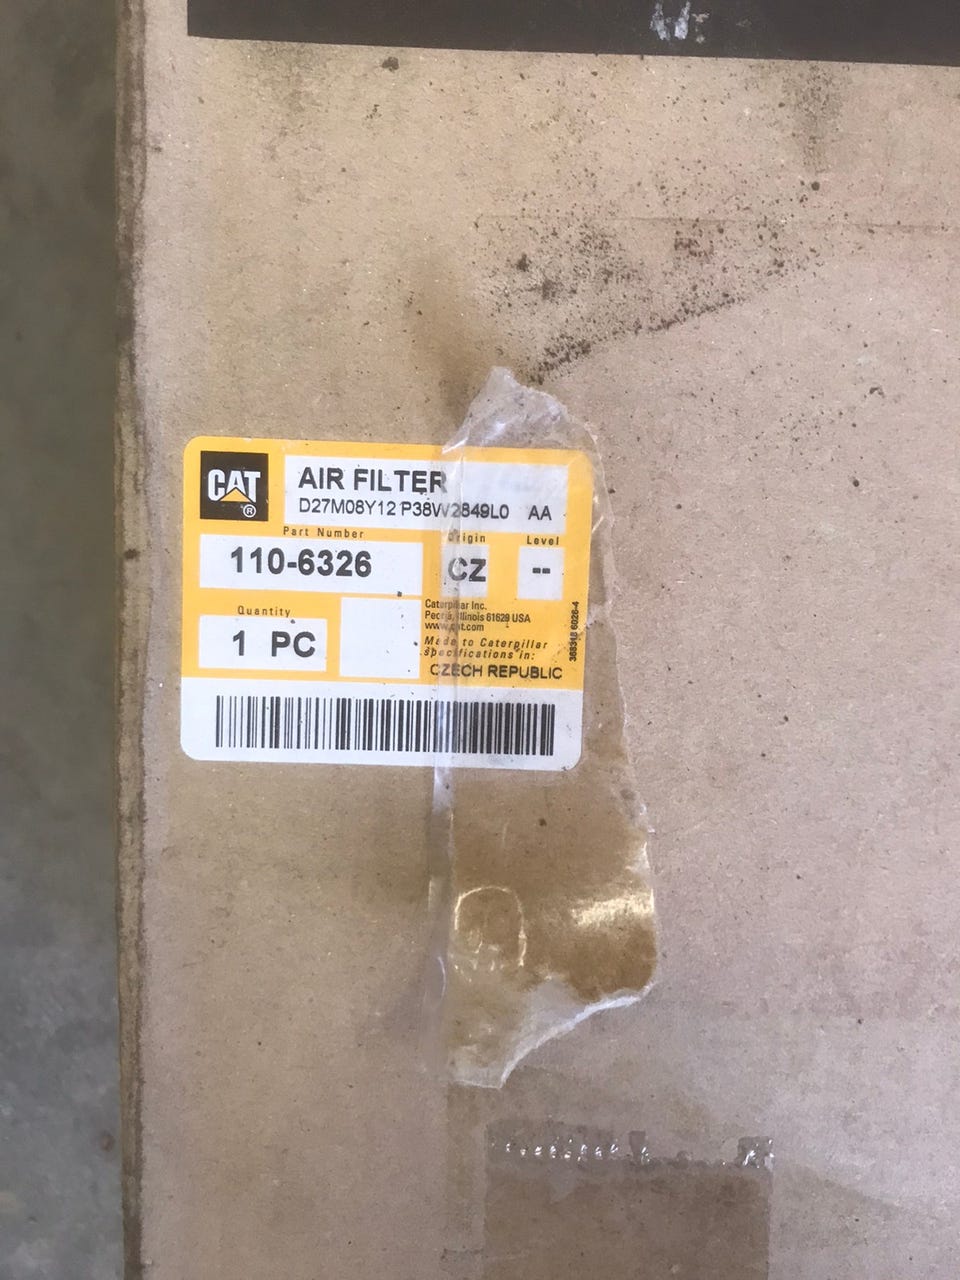 CAT
®
AIR FILTER
D27M08Y12 P38W2849L0 AA
Part Number
Origin
Level
110-6326
CZ
--
Quantity
1 PC
Caterpillar Inc.
Peoria, Illinois 61629 USA
www.cat.com
Made to Caterpillar
specifications in:
CZECH REPUBLIC